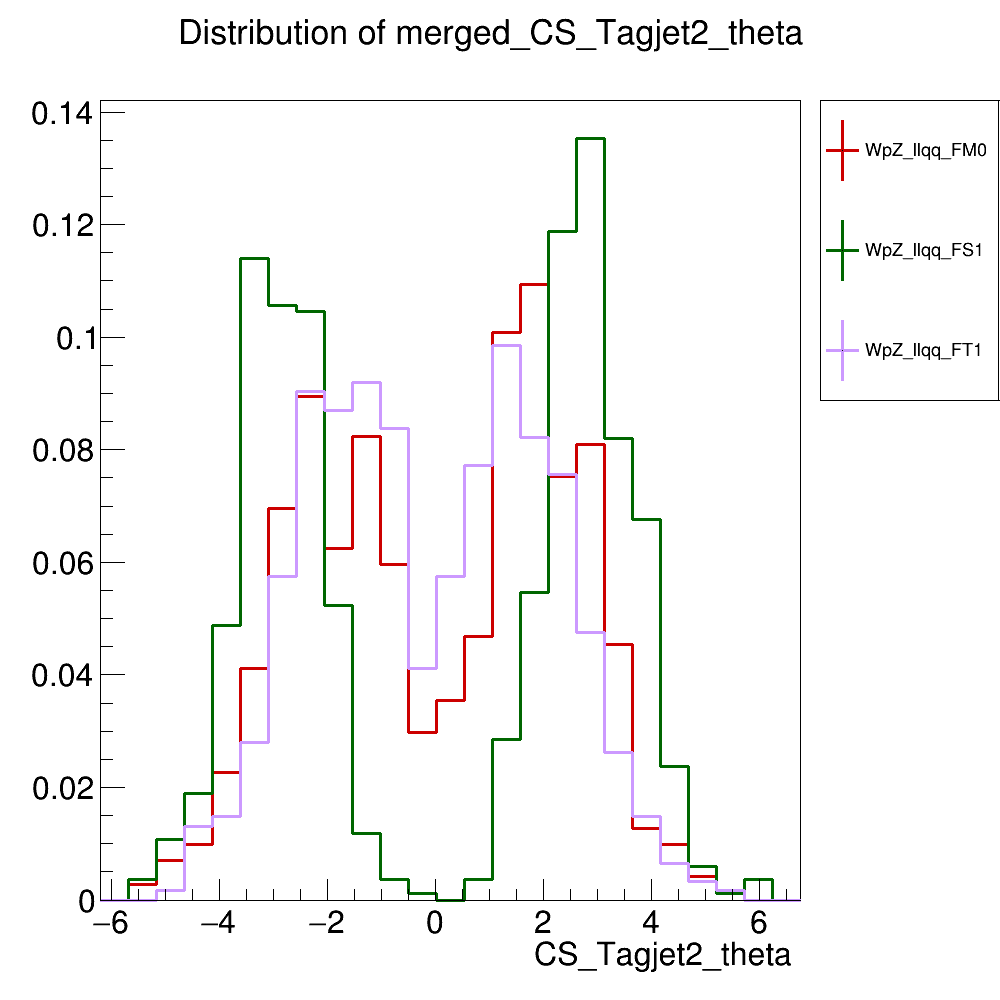 Distribution of merged_CS_Tagjet2_theta
0.14
0.12
0.1
0.08
0.06
0.04
0.02
0
−6 −4 −2 0 2 4 6
CS_Tagjet2_theta
WpZ_llqq_FM0
WpZ_llqq_FS1
WpZ_llqq_FT1